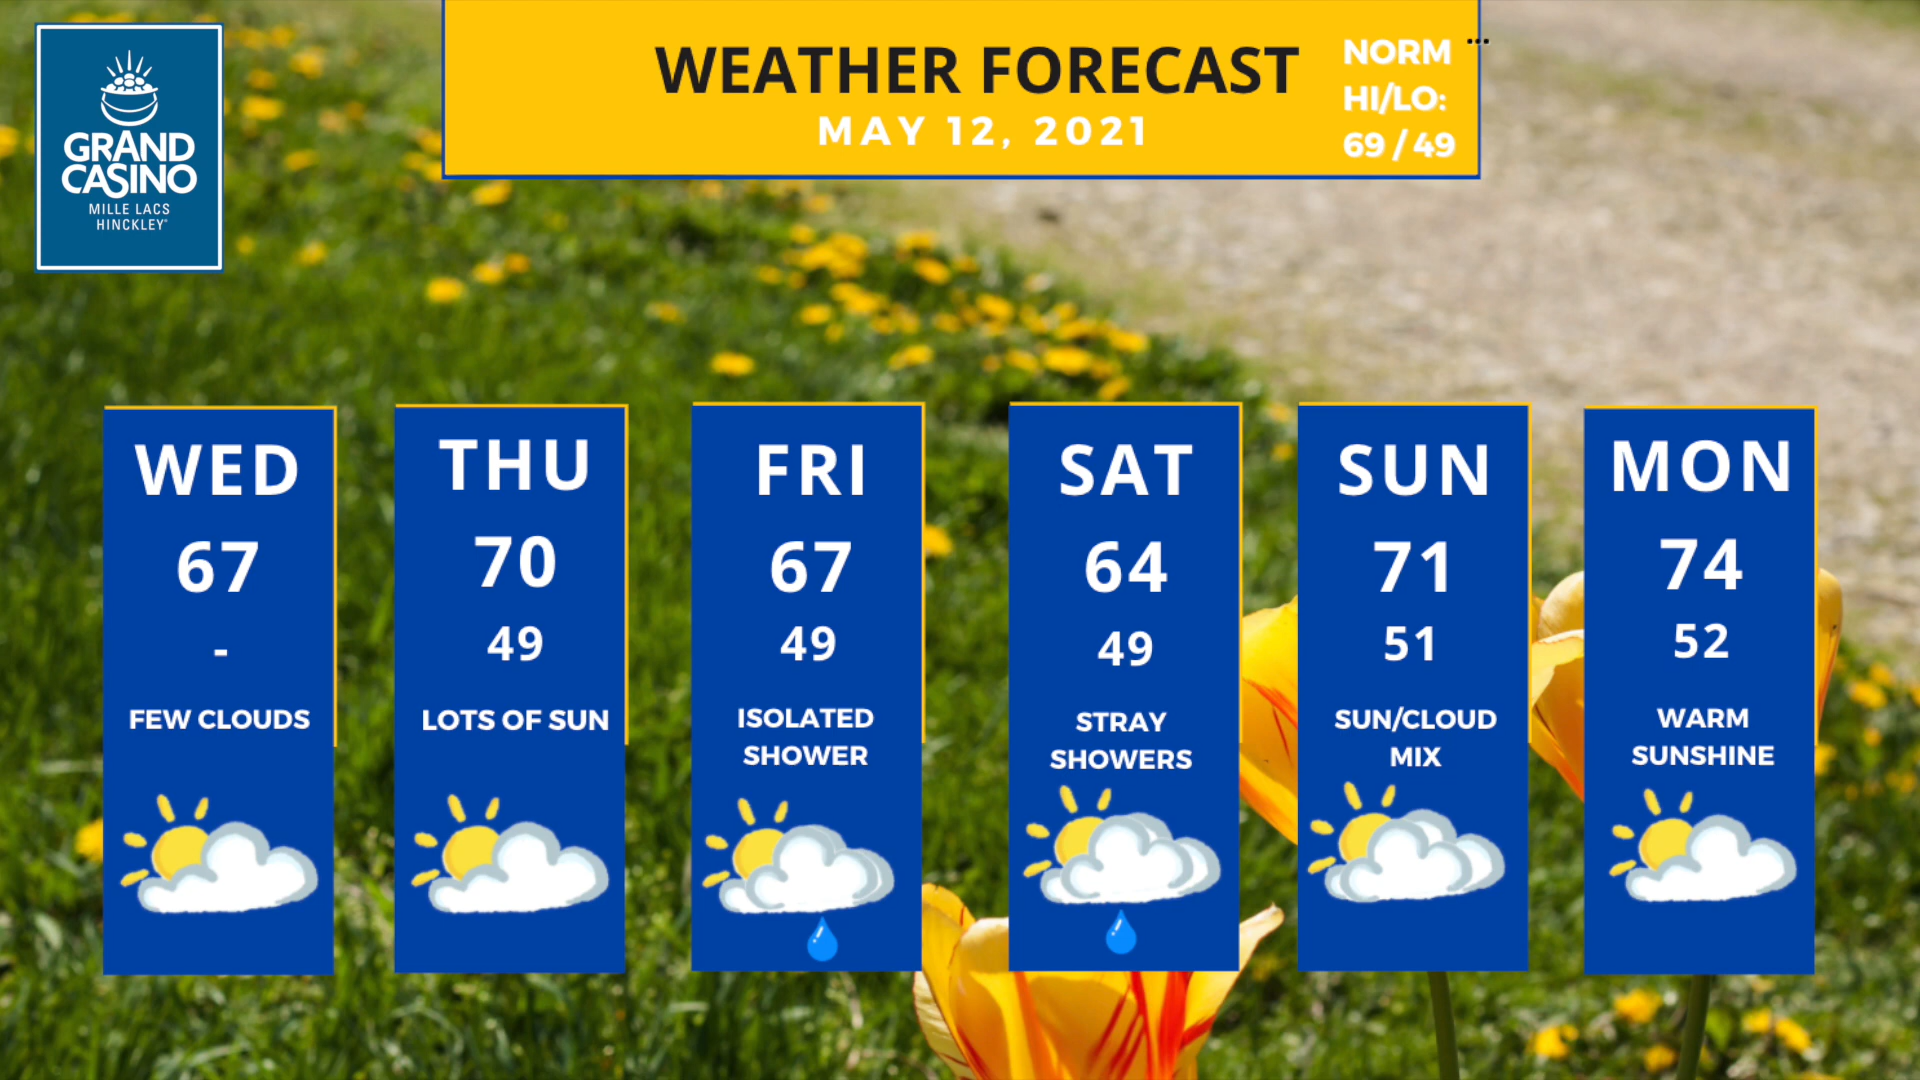 GRAND
CASINO
MILLE LACS
HINCKLEY
WEATHER FORECAST
MAY 12, 2021
NORM ...
HI/LO:
69 / 49
WED
67
-
FEW CLOUDS
THU
70
49
LOTS OF SUN
FRI
67
49
ISOLATED
SHOWER
SAT
64
49
STRAY
SHOWERS
SUN
71
51
SUN/CLOUD
MIX
MON
74
52
WARM
SUNSHINE